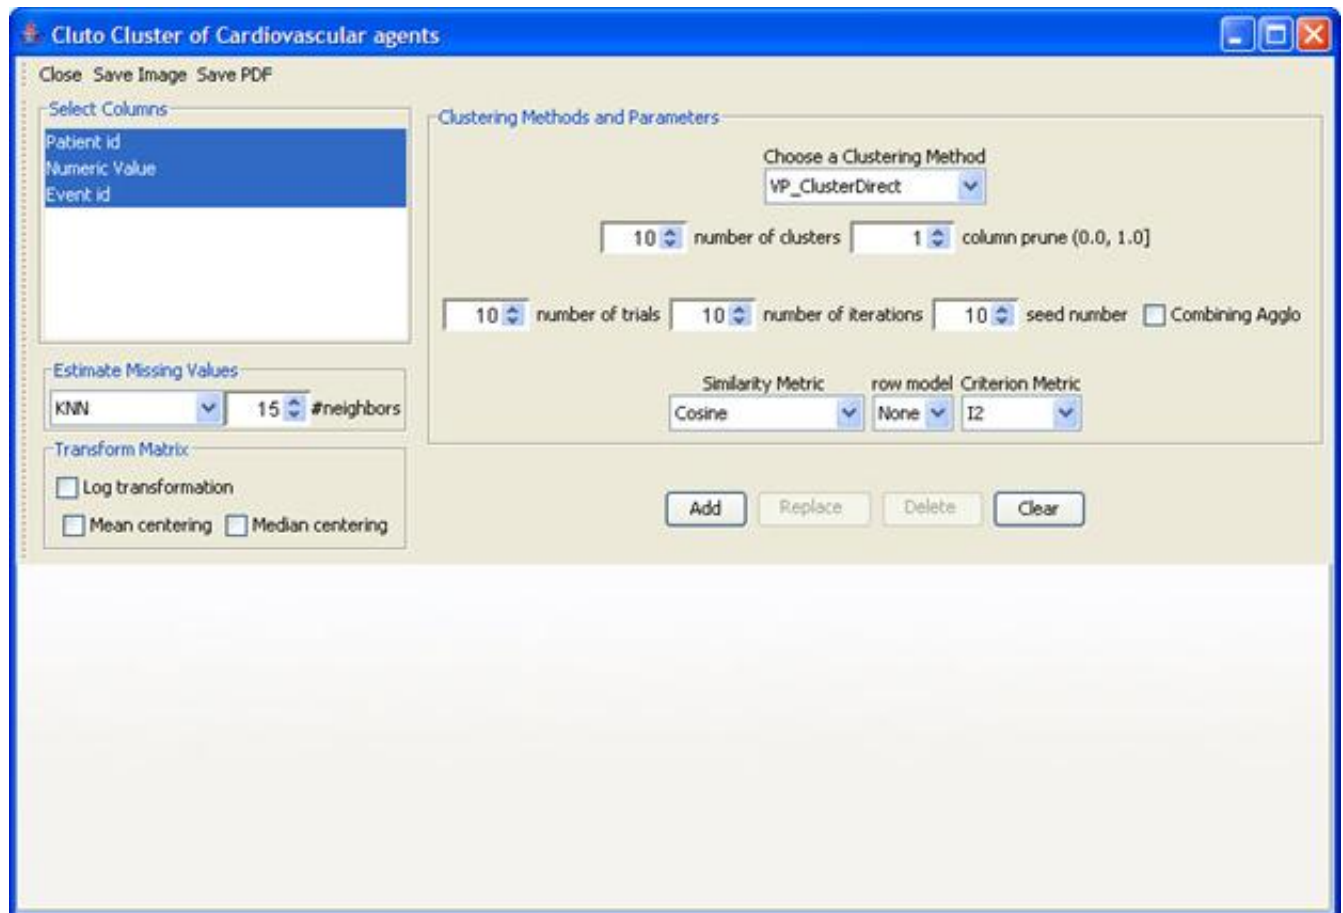 Cluto Cluster of Cardiovascular agents
Close Save Image Save PDF
Select Columns
Patient id
Numeric Value
Event id
Clustering Methods and Parameters
Choose a Clustering Method
VP_ClusterDirect
10 number of clusters 1 column prune (0.0, 1.0]
10 number of trials 10 number of iterations 10 seed number Combining Agglo
Similarity Metric row model Criterion Metric
Cosine None I2
Estimate Missing Values
KNN 15 #neighbors
Transform Matrix
Log transformation
Mean centering Median centering
Add Replace Delete Clear